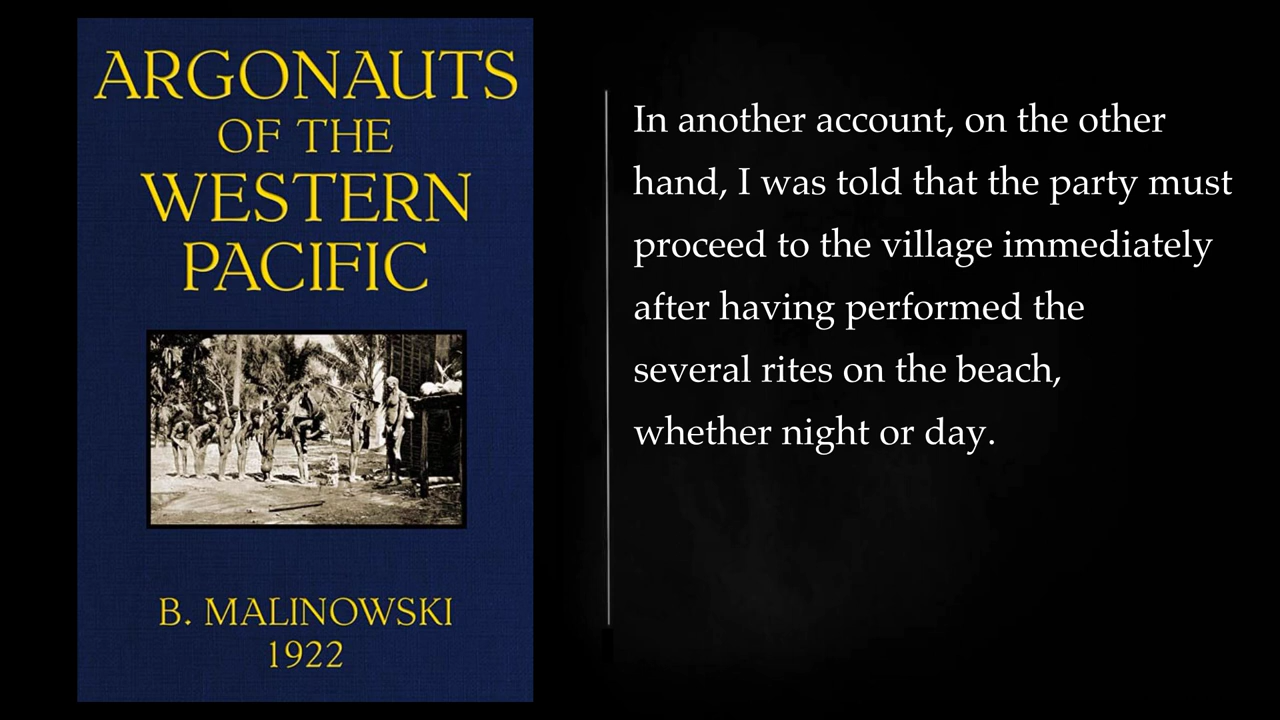 ARGONAUTS
OF THE
WESTERN
PACIFIC
B. MALINOWSKI
1922
In another account, on the other
hand, I was told that the party must
proceed to the village immediately
after having performed the
several rites on the beach,
whether night or day.